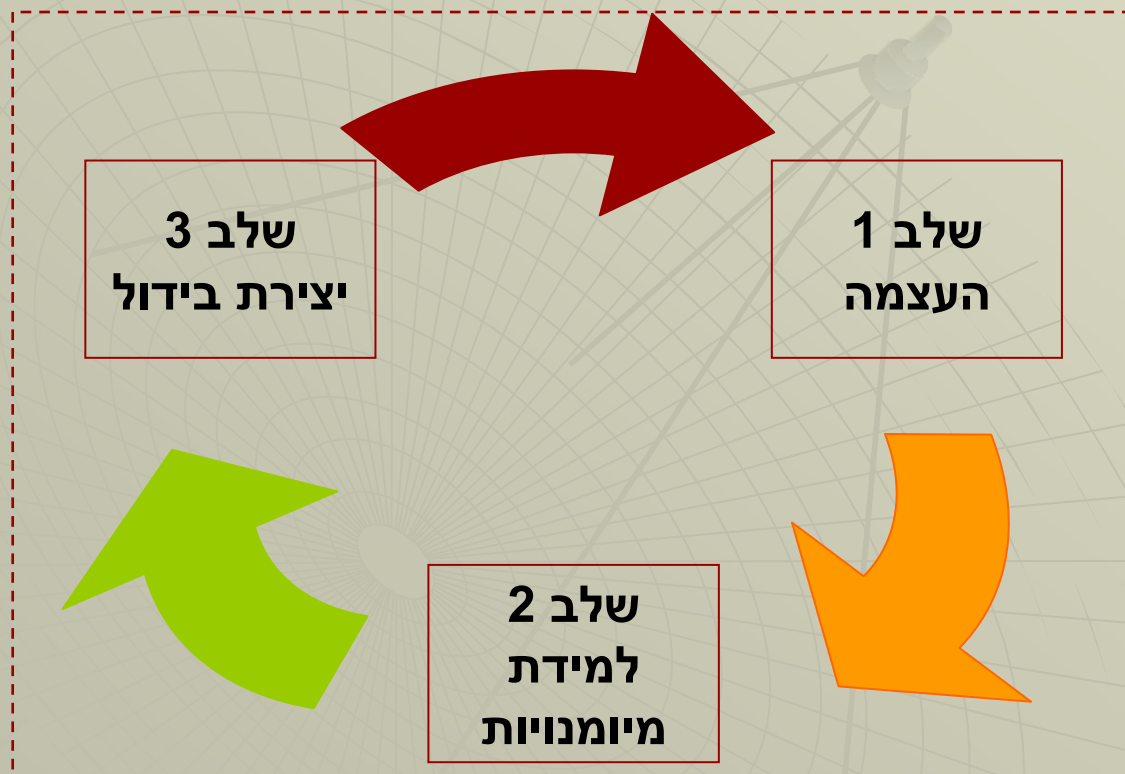 שלב 1
העצמה
שלב 2
למידת
מיומנויות
שלב 3
יצירת בידול